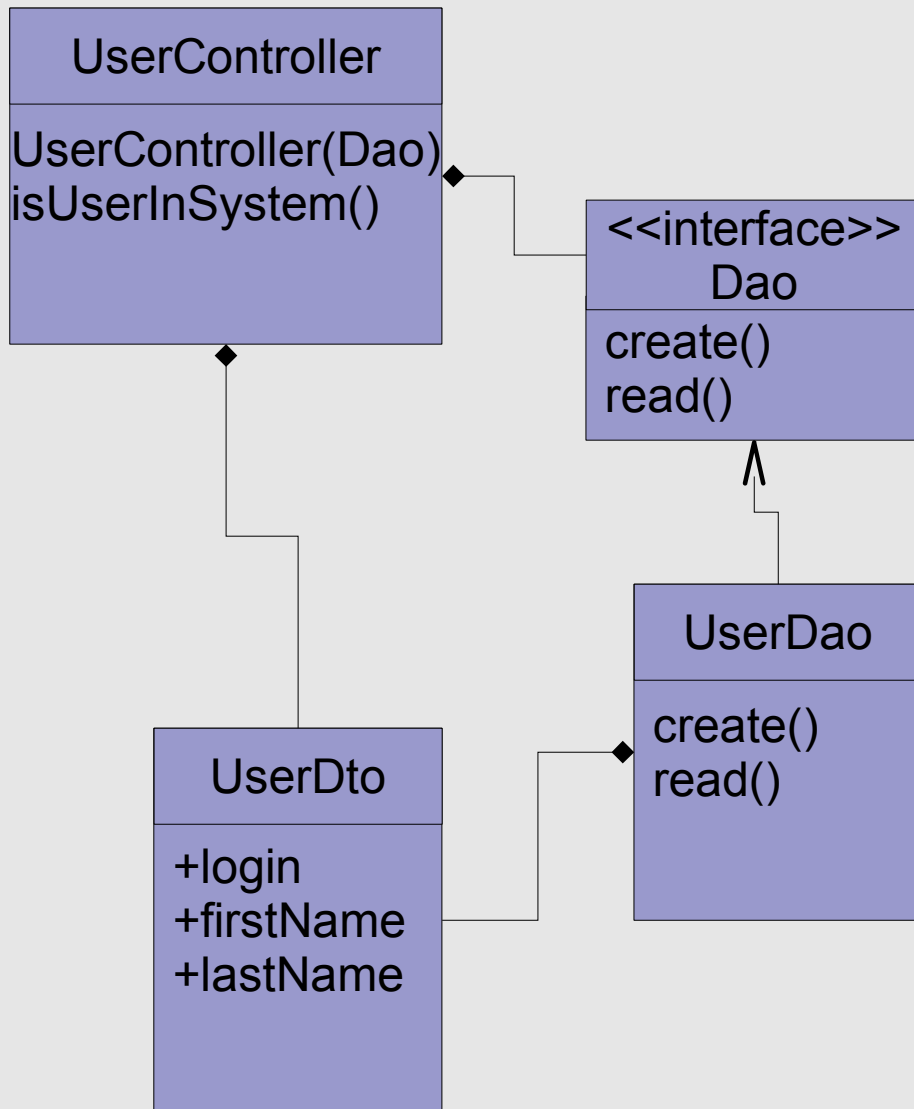 UserController
UserController(Dao)
isUserInSystem()
<<interface>>
Dao
create()
read()
UserDao
create()
read()
UserDto
+login
+firstName
+lastName